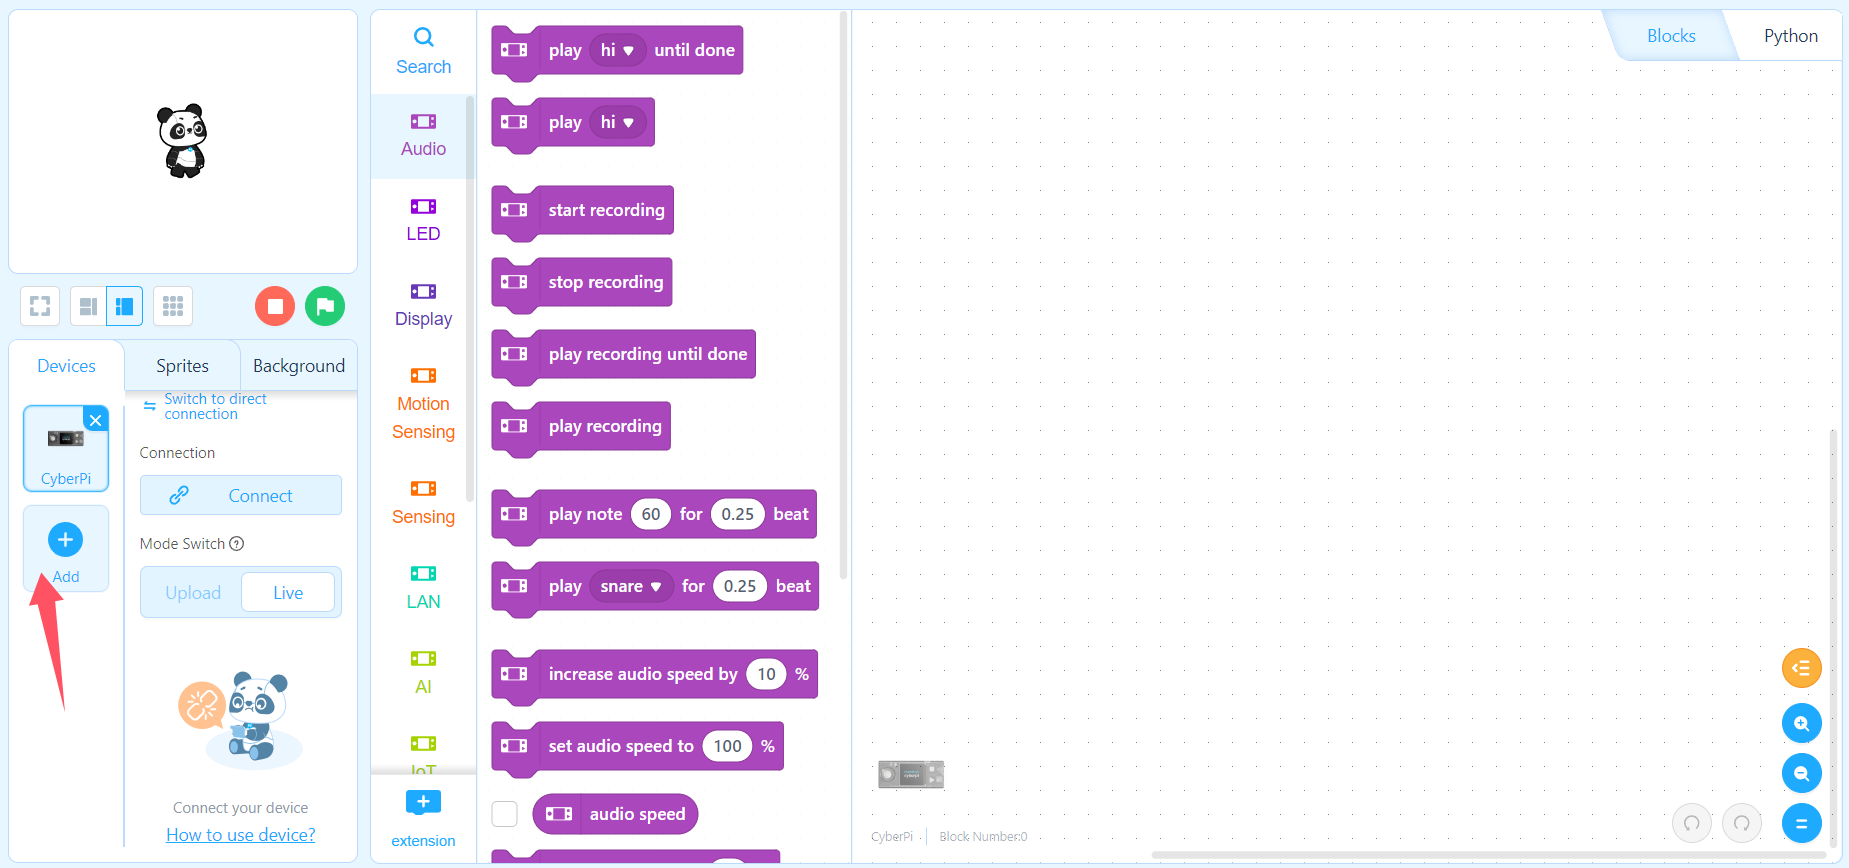 Blocks
Python
Search
Audio
LED
Display
Motion
Sensing
Sensing
LAN
AI
IoT
extension
play hi until done
play hi
start recording
stop recording
play recording until done
play recording
play note 60 for 0.25 beat
play snare for 0.25 beat
increase audio speed by 10 %
set audio speed to 100 %
audio speed
Devices
Sprites
Background
CyberPi
Add
Switch to direct
connection
Connection
Connect
Mode Switch ?
Upload
Live
Connect your device
How to use device?
cyberpi
CyberPi
Block Number:0